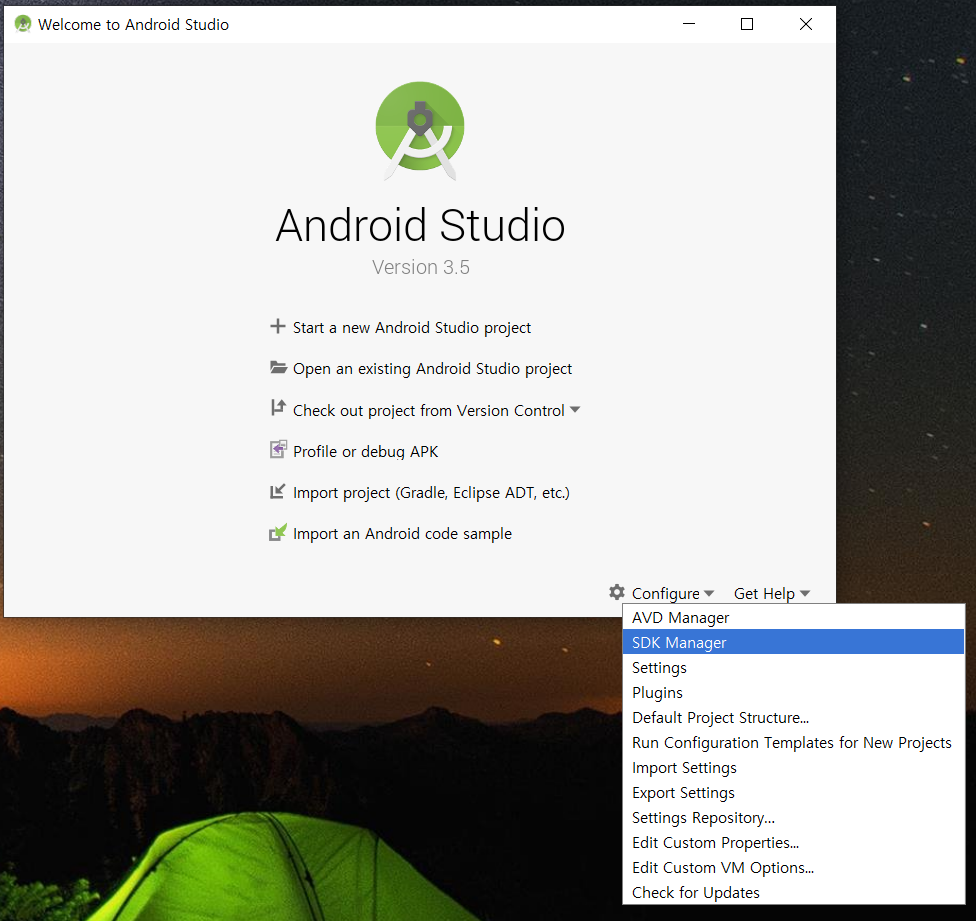 Welcome to Android Studio
Android Studio
Version 3.5
Start a new Android Studio project
Open an existing Android Studio project
Check out project from Version Control
Profile or debug APK
Import project (Gradle, Eclipse ADT, etc.)
Import an Android code sample
Configure Get Help
AVD Manager
SDK Manager
Settings
Plugins
Default Project Structure...
Run Configuration Templates for New Projects
Import Settings
Export Settings
Settings Repository...
Edit Custom Properties...
Edit Custom VM Options...
Check for Updates